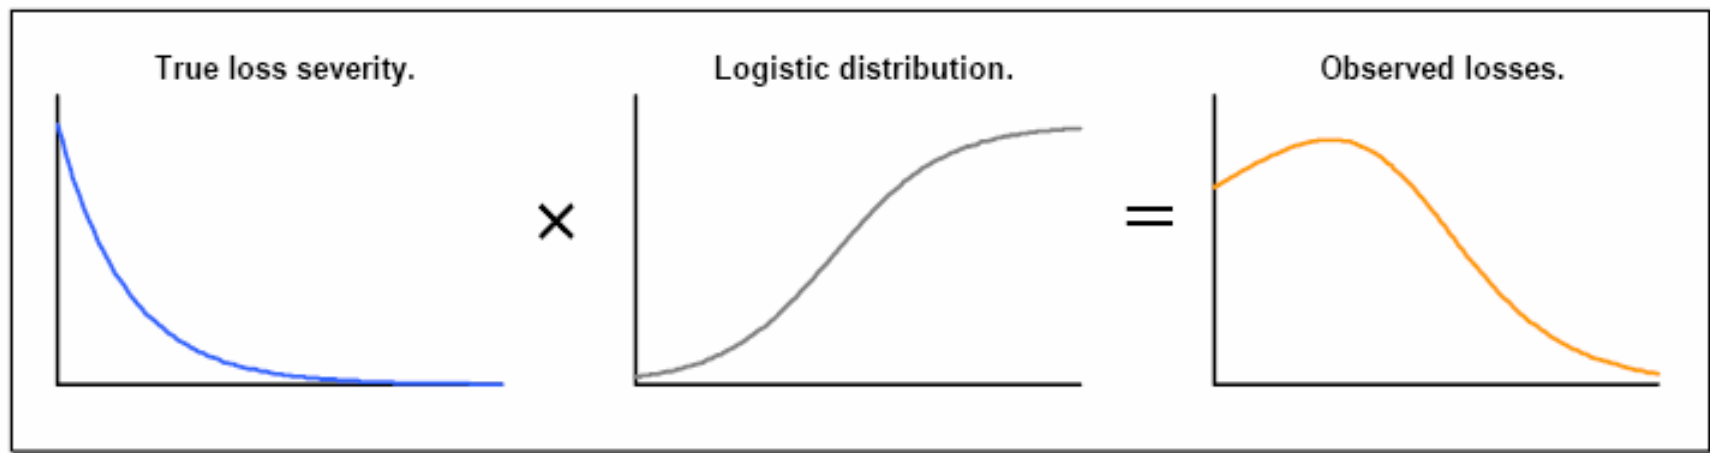 True loss severity.
Logistic distribution.
Observed losses.
×
=